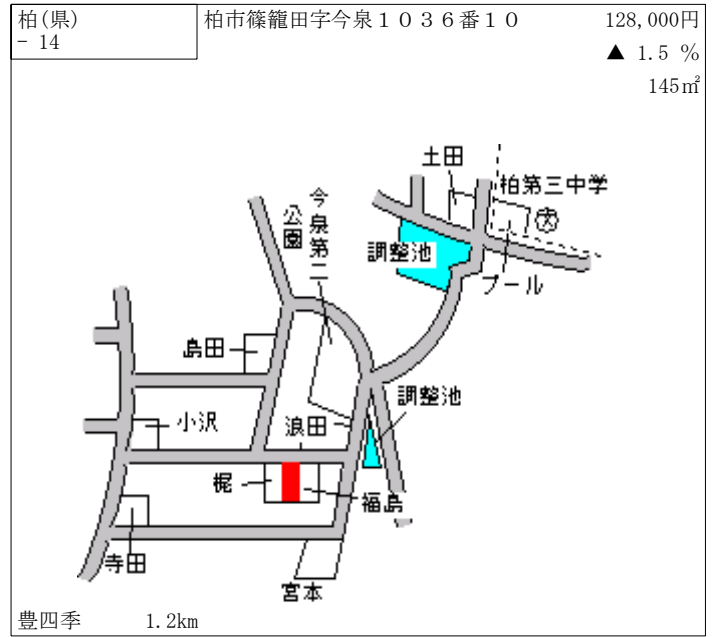 柏(県)
- 14
柏市篠籠田字今泉１０３６番１０
128,000円
▲ 1.5 %
145㎡
土田
柏第三中学
文
今泉第二
公園
調整池
プール
島田
調整池
小沢
浪田
梶
福島
寺田
宮本
豊四季 1.2km